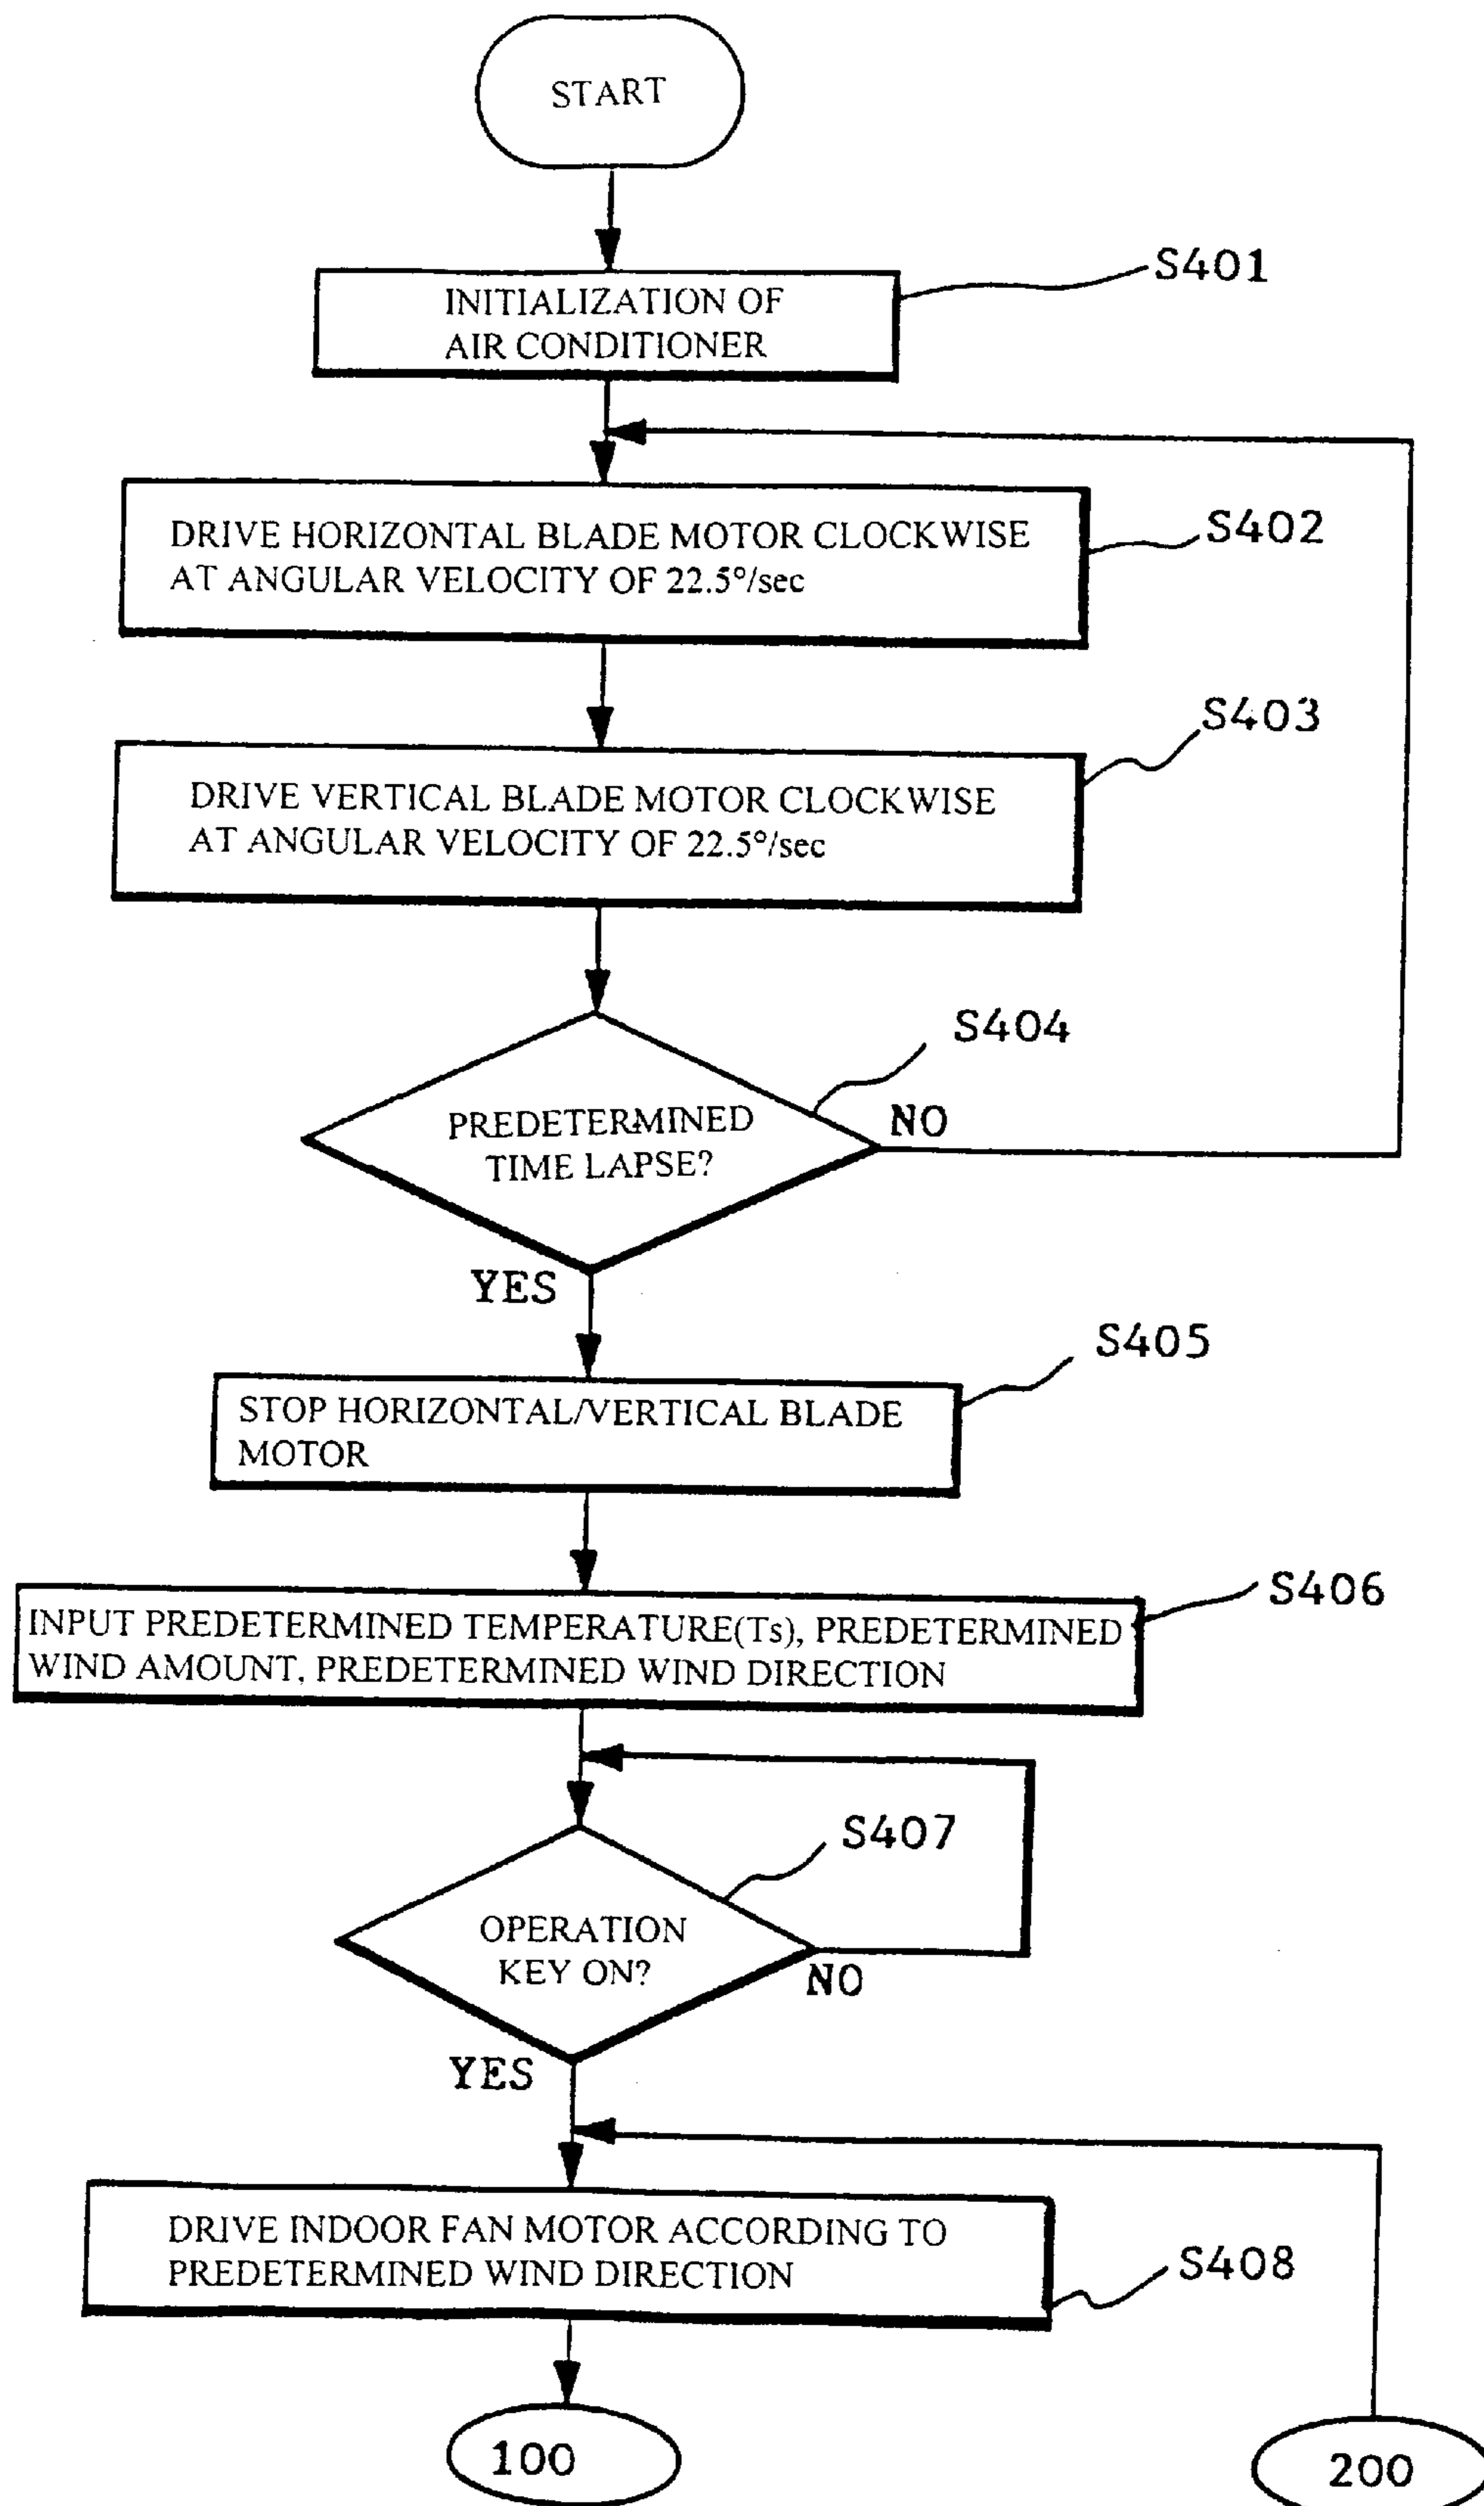 START
S401
INITIALIZATION OF
AIR CONDITIONER
S402
DRIVE HORIZONTAL BLADE MOTOR CLOCKWISE
AT ANGULAR VELOCITY OF 22.5°/sec
S403
DRIVE VERTICAL BLADE MOTOR CLOCKWISE
AT ANGULAR VELOCITY OF 22.5°/sec
S404
PREDETERMINED
TIME LAPSE?
NO
YES
S405
STOP HORIZONTAL/VERTICAL BLADE
MOTOR
S406
INPUT PREDETERMINED TEMPERATURE(Ts), PREDETERMINED
WIND AMOUNT, PREDETERMINED WIND DIRECTION
S407
OPERATION
KEY ON?
NO
YES
DRIVE INDOOR FAN MOTOR ACCORDING TO
PREDETERMINED WIND DIRECTION
S408
100
200